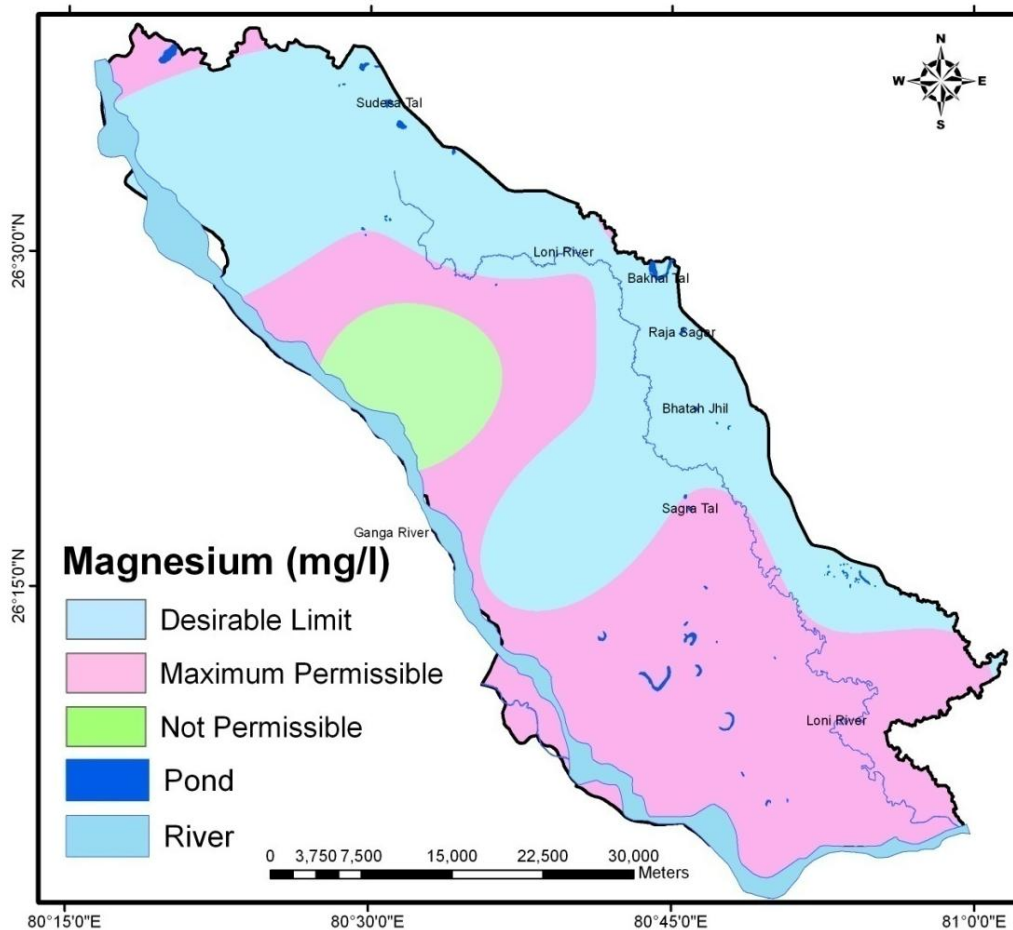 N
W E
S
Sudesa Tal
26°30'0"N
Loni River
Bakhai Tal
Raja Sagar
Bhatah Jhil
Sagra Tal
Ganga River
26°15'0"N
Magnesium (mg/l)
Desirable Limit
Maximum Permissible
Not Permissible
Pond
River
Loni River
0 3,750 7,500 15,000 22,500 30,000
Meters
80°15'0"E 80°30'0"E 80°45'0"E 81°0'0"E